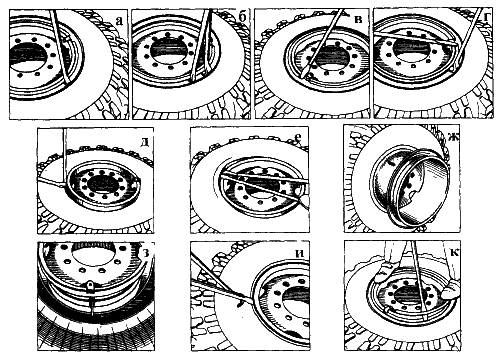 а б в г
д е ж
з и к